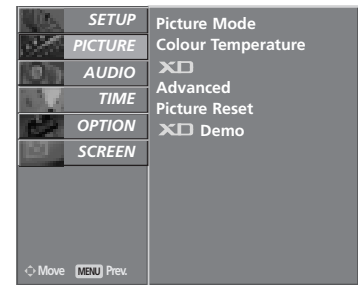 SETUP
PICTURE
AUDIO
TIME
OPTION
SCREEN
Move MENU Prev.
Picture Mode
Colour Temperature
XD
Advanced
Picture Reset
XD Demo